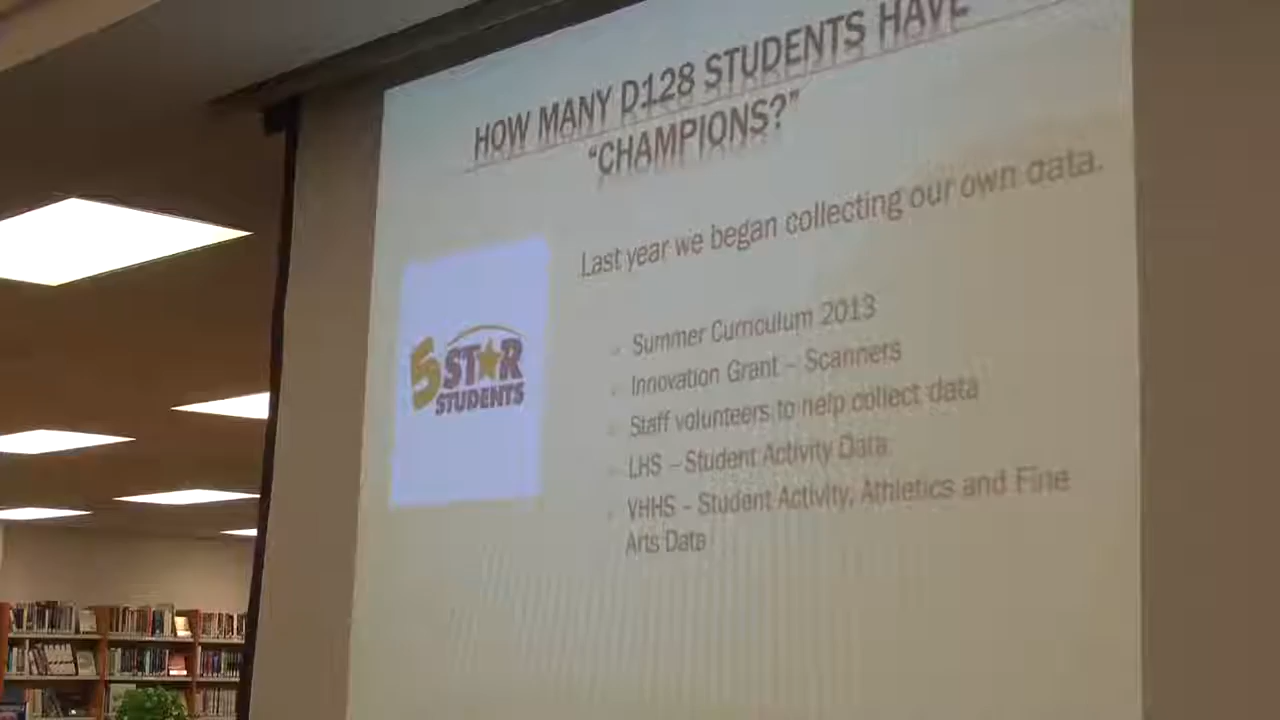 HOW MANY D128 STUDENTS HAVE
"CHAMPIONS?"
Last year we began collecting our own data.
5 STAR
STUDENTS
Summer Curriculum 2013
Innovation Grant – Scanners
Staff volunteers to help collect data
LHS – Student Activity Data
VHHS – Student Activity, Athletics and Fine
Arts Data